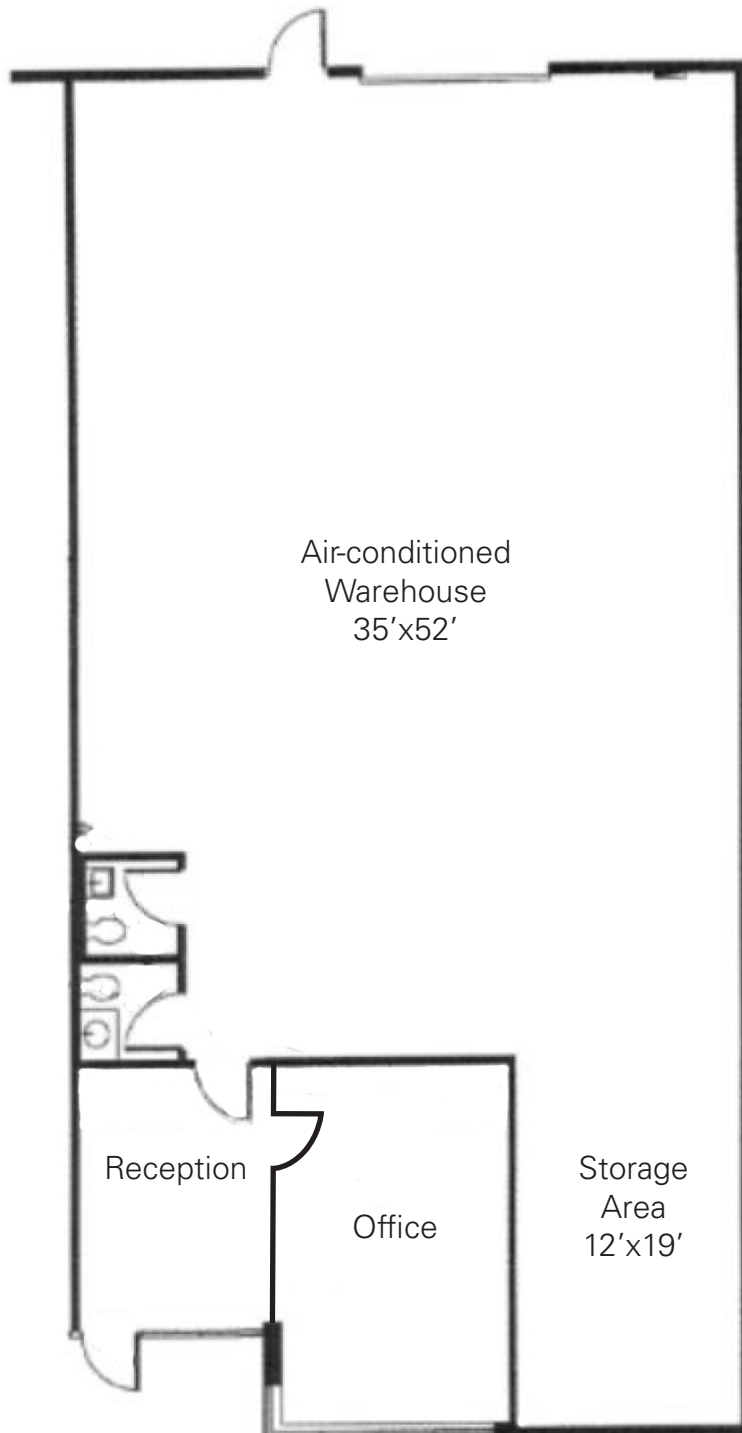 Air-conditioned
Warehouse
35’x52’
Reception
Office
Storage
Area
12’x19’